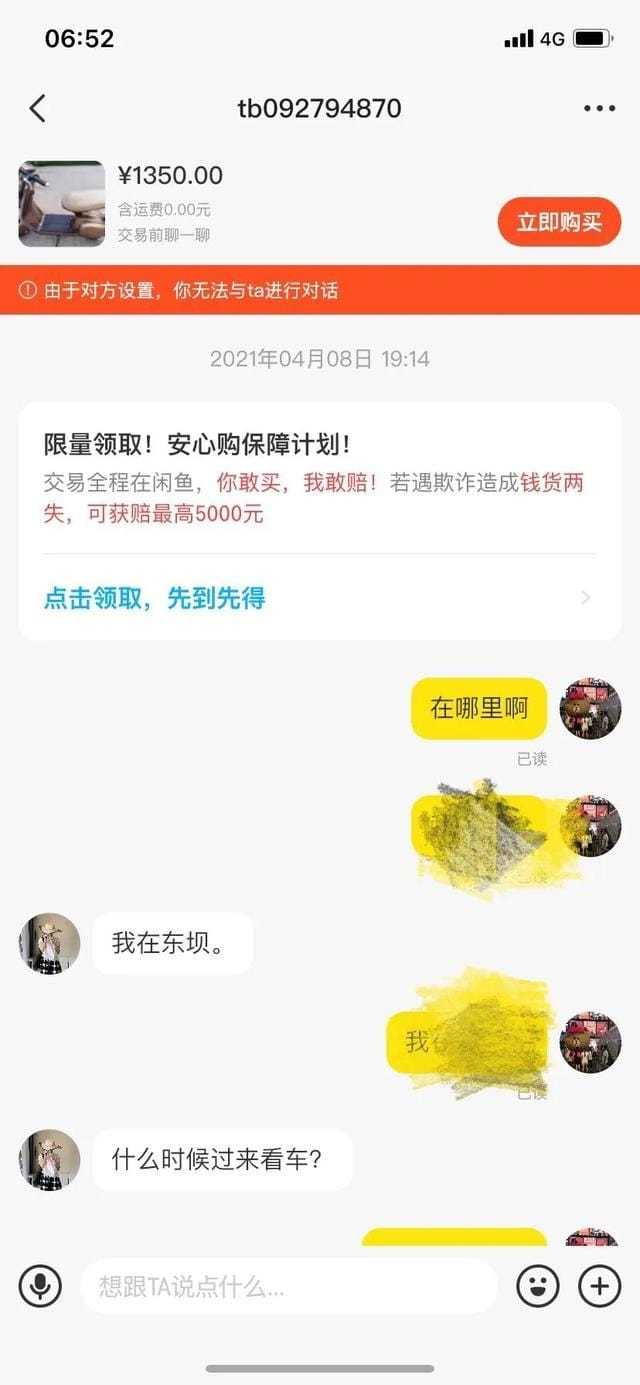 06:52
4G
tb092794870
¥1350.00
含运费0.00元
交易前聊一聊
立即购买
由于对方设置，你无法与ta进行对话
2021年04月08日 19:14
限量领取！安心购保障计划！
交易全程在闲鱼，你敢买，我敢赔！若遇欺诈造成钱货两
失，可获赔最高5000元
点击领取，先到先得
在哪里啊
已读
我在东坝。
我
已读
什么时候过来看车？
想跟TA说点什么...